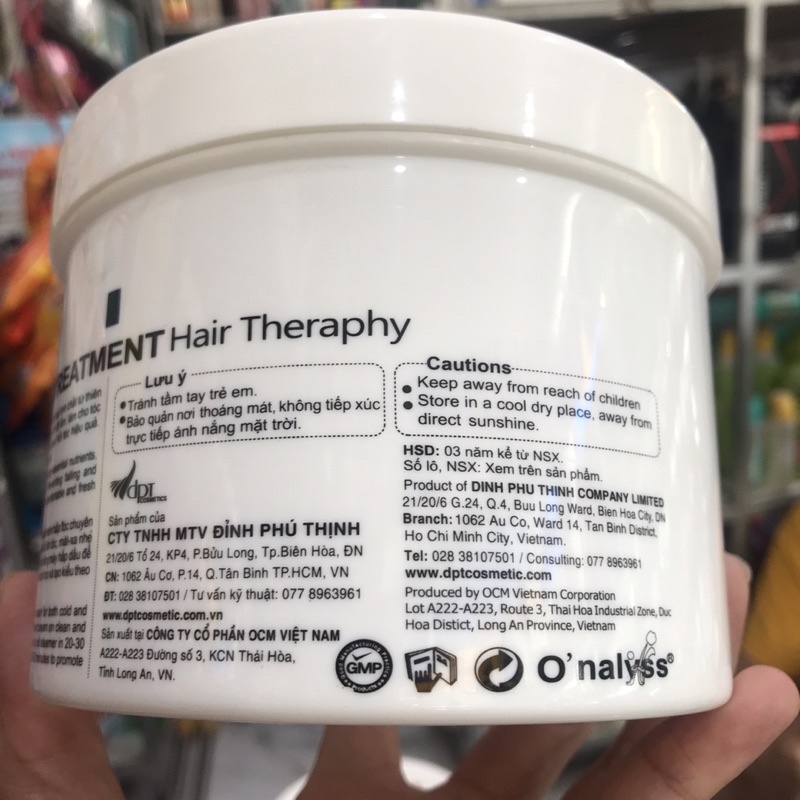 TREATMENT Hair Theraphy
Lưu ý
Tránh tầm tay trẻ em.
Bảo quản nơi thoáng mát, không tiếp xúc
trực tiếp ánh nắng mặt trời.
Cautions
Keep away from reach of children
Store in a cool dry place, away from
direct sunshine.
dpt
COSMETICS
Sản phẩm của
CTY TNHH MTV ĐỈNH PHÚ THỊNH
21/20/6 Tổ 24, KP4, P.Bửu Long, Tp.Biên Hòa, ĐN
CN: 1062 Âu Cơ, P.14, Q.Tân Bình TP.HCM, VN
ĐT: 028 38107501 / Tư vấn kỹ thuật: 077 8963961
www.dptcosmetic.com.vn
Sản xuất tại CÔNG TY CỔ PHẦN OCM VIỆT NAM
A222-A223 Đường số 3, KCN Thái Hòa,
Tỉnh Long An, VN.
HSD: 03 năm kể từ NSX.
Số lô, NSX: Xem trên sản phẩm.
Product of DINH PHU THINH COMPANY LIMITED
21/20/6 G.24, Q.4, Buu Long Ward, Bien Hoa City, DN
Branch: 1062 Au Co, Ward 14, Tan Binh District,
Ho Chi Minh City, Vietnam.
Tel: 028 38107501 / Consulting: 077 8963961
www.dptcosmetic.com
Produced by OCM Vietnam Corporation
Lot A222-A223, Route 3, Thai Hoa Industrial Zone, Duc
Hoa Distict, Long An Province, Vietnam
GMP
O'nalyss®